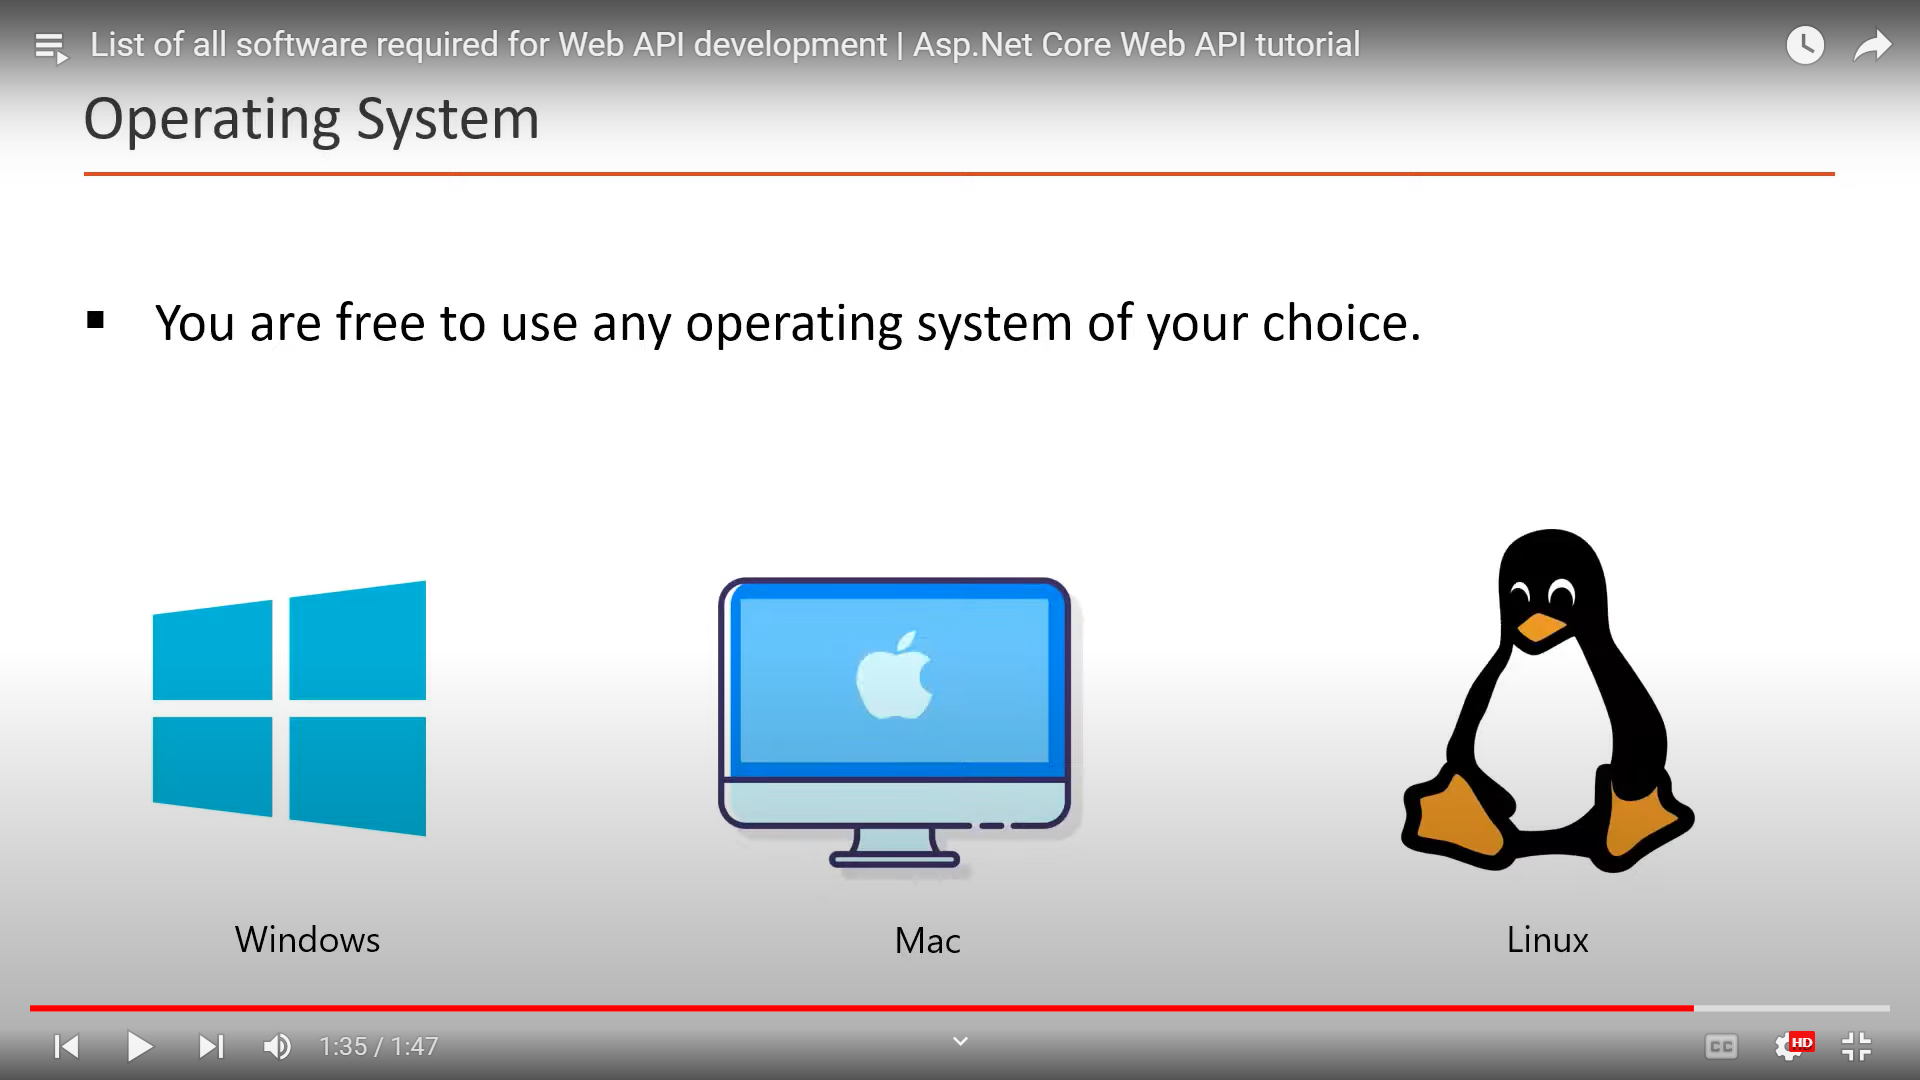 List of all software required for Web API development | Asp.Net Core Web API tutorial
Operating System
▪ You are free to use any operating system of your choice.
Windows
Mac
Linux
1:35 / 1:47
CC
HD